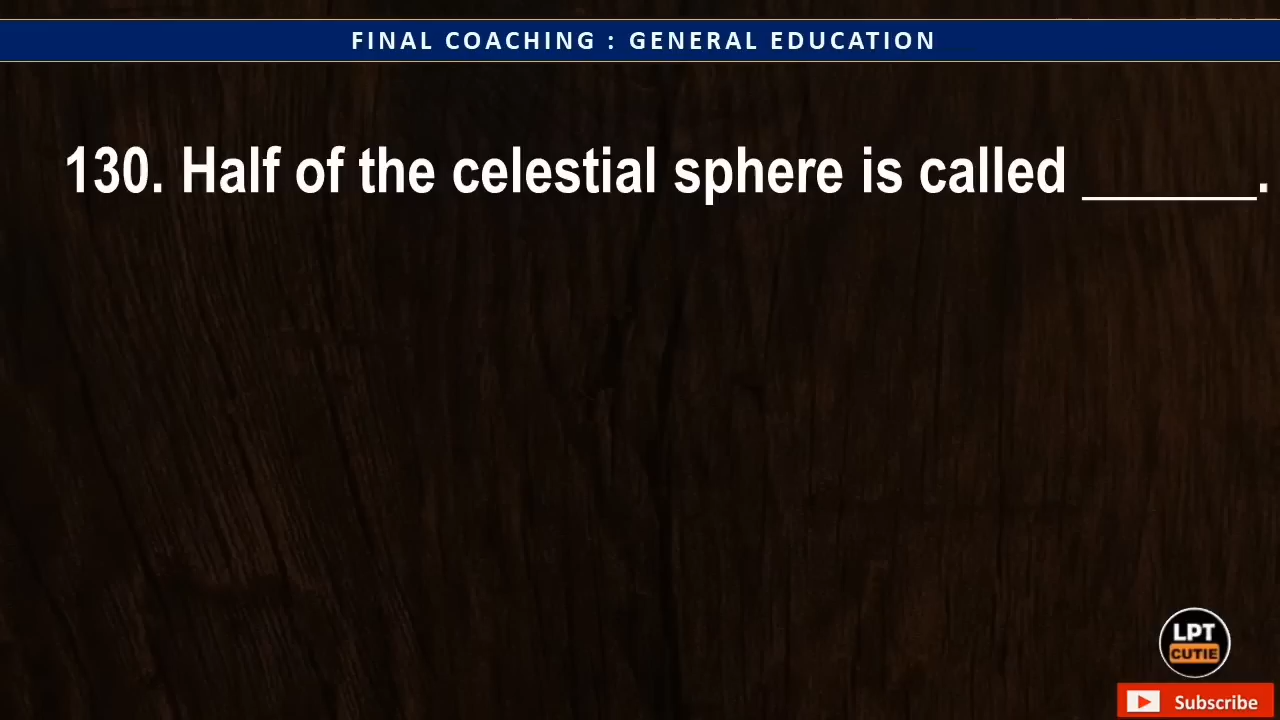 FINAL COACHING : GENERAL EDUCATION
130. Half of the celestial sphere is called ______.
LPT
CUTIE
Subscribe